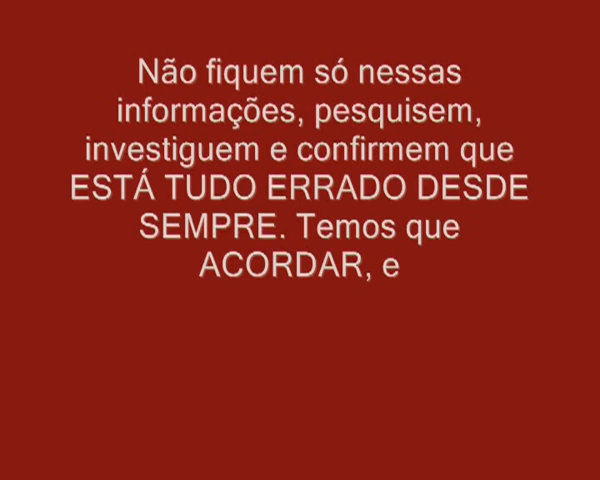 Não fiquem só nessas
informações, pesquisem,
investiguem e confirmem que
ESTÁ TUDO ERRADO DESDE
SEMPRE. Temos que
ACORDAR, e